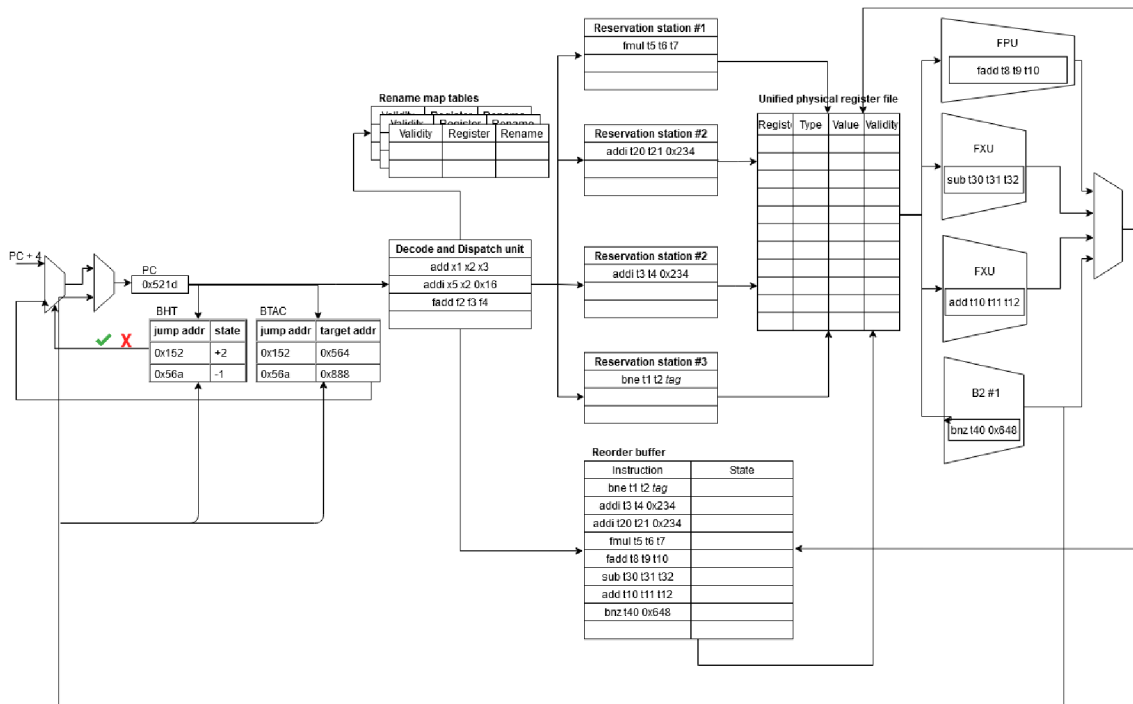 Reservation station #1
fmul t5 t6 t7
FPU
fadd t8 t9 t10
Rename map tables
Validity Register Rename
Validity Register Rename
Validity Register Rename
Unified physical register file
Registe Type Value Validity
Reservation station #2
addi t20 t21 0x234
FXU
sub t30 t31 t32
Decode and Dispatch unit
add x1 x2 x3
addi x5 x2 0x16
fadd f2 f3 f4
Reservation station #2
addi t3 t4 0x234
FXU
add t10 t11 t12
PC + 4
PC
0x521d
BHT
jump addr state
0x152 +2
0x56a -1
BTAC
jump addr target addr
0x152 0x564
0x56a 0x888
Reservation station #3
bne t1 t2 tag
B2 #1
bnz t40 0x648
Reorder buffer
Instruction State
bne t1 t2 tag
addi t3 t4 0x234
addi t20 t21 0x234
fmul t5 t6 t7
fadd t8 t9 t10
sub t30 t31 t32
add t10 t11 t12
bnz t40 0x648